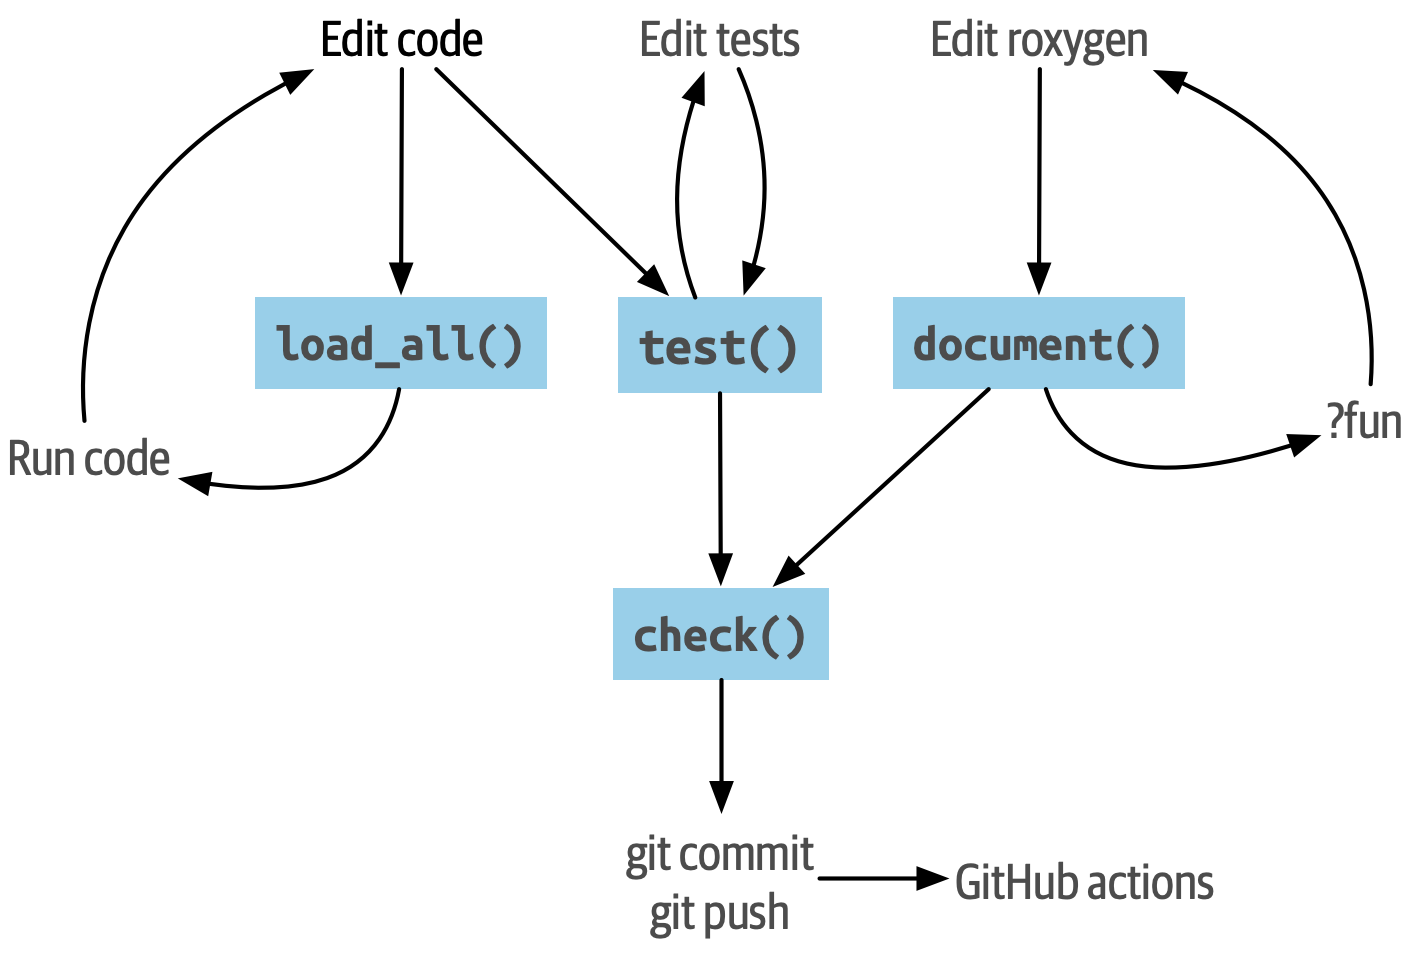 Edit code
Edit tests
Edit roxygen
load_all()
test()
document()
?fun
Run code
check()
git commit
git push
GitHub actions